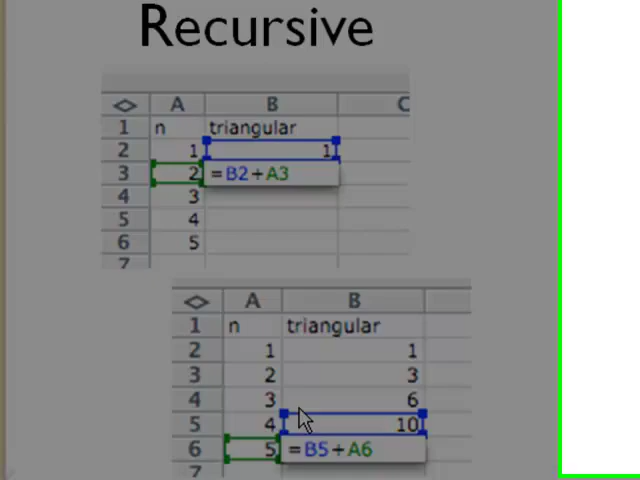 Recursive
A B C
1 n triangular
2 1 1
3 2 =B2+A3
4 3
5 4
6 5
7
A B
1 n triangular
2 1 1
3 2 3
4 3 6
5 4 10
6 5 =B5+A6
7